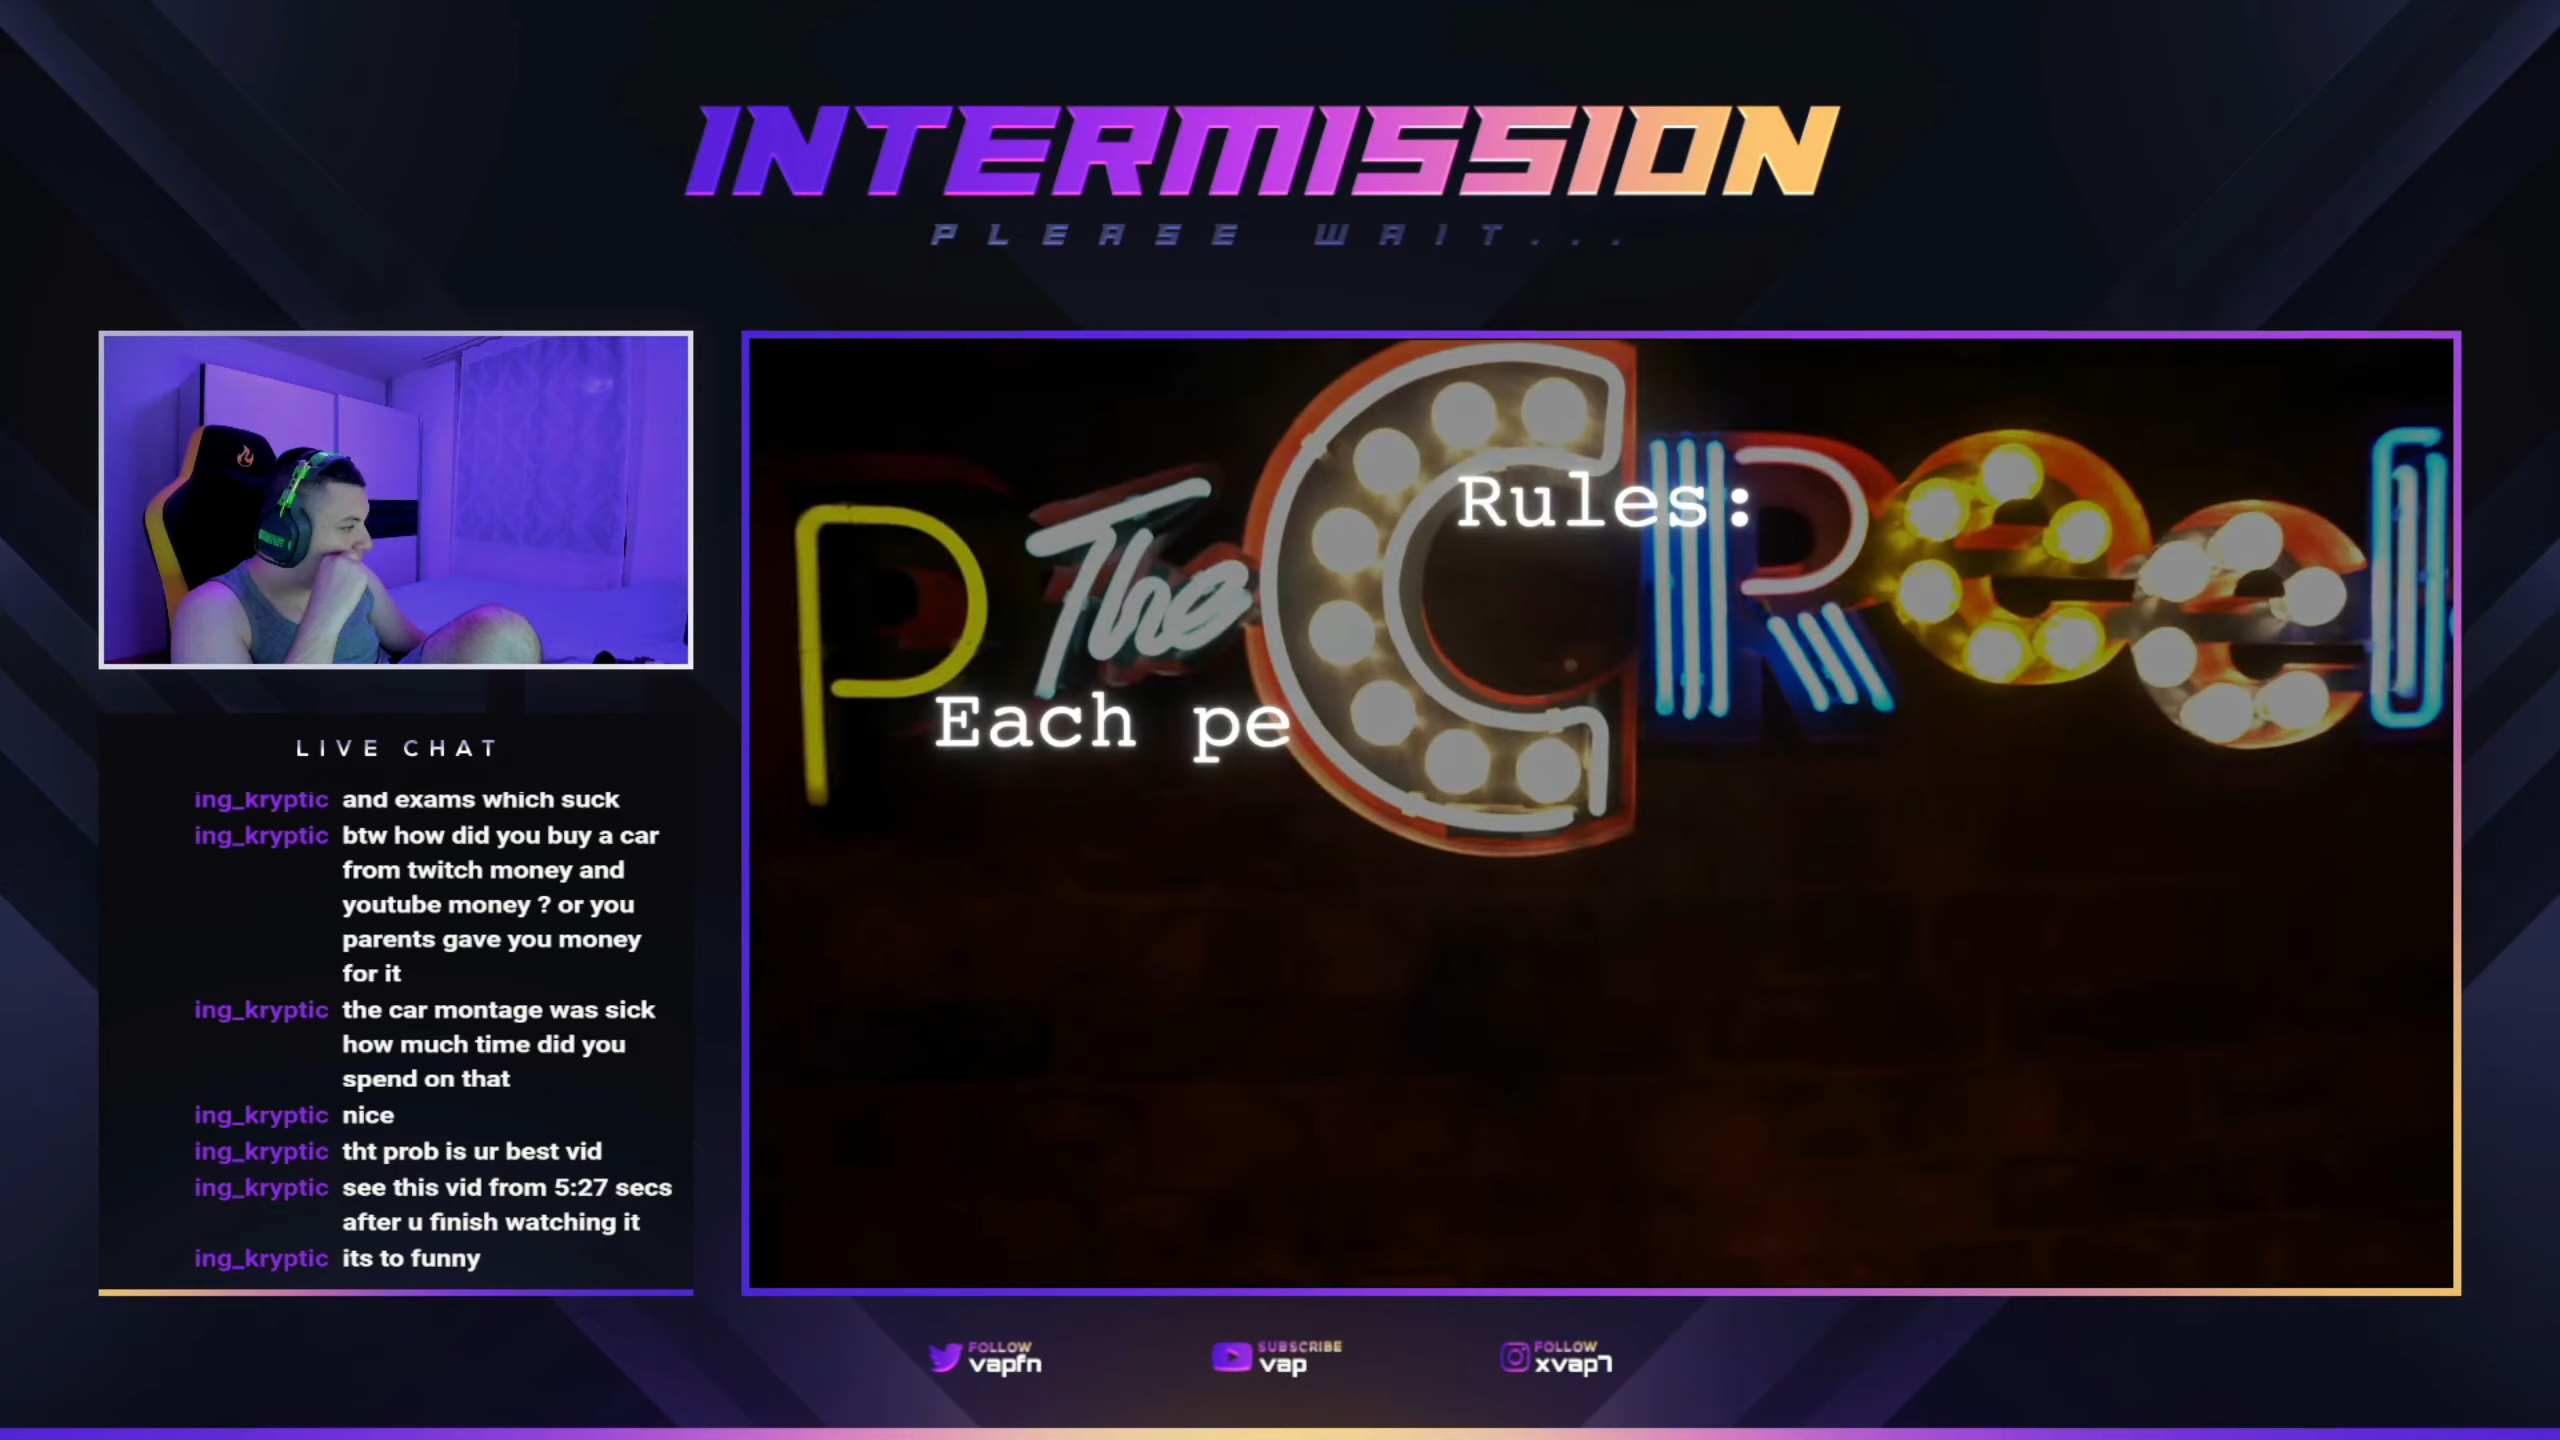 INTERMISSION
PLEASE WAIT...
P The CReed
Rules:
Each pe
LIVE CHAT
ing_kryptic and exams which suck
ing_kryptic btw how did you buy a car
from twitch money and
youtube money ? or you
parents gave you money
for it
ing_kryptic the car montage was sick
how much time did you
spend on that
ing_kryptic nice
ing_kryptic tht prob is ur best vid
ing_kryptic see this vid from 5:27 secs
after u finish watching it
ing_kryptic its to funny
FOLLOW
vapfn
SUBSCRIBE
vap
FOLLOW
xvap7